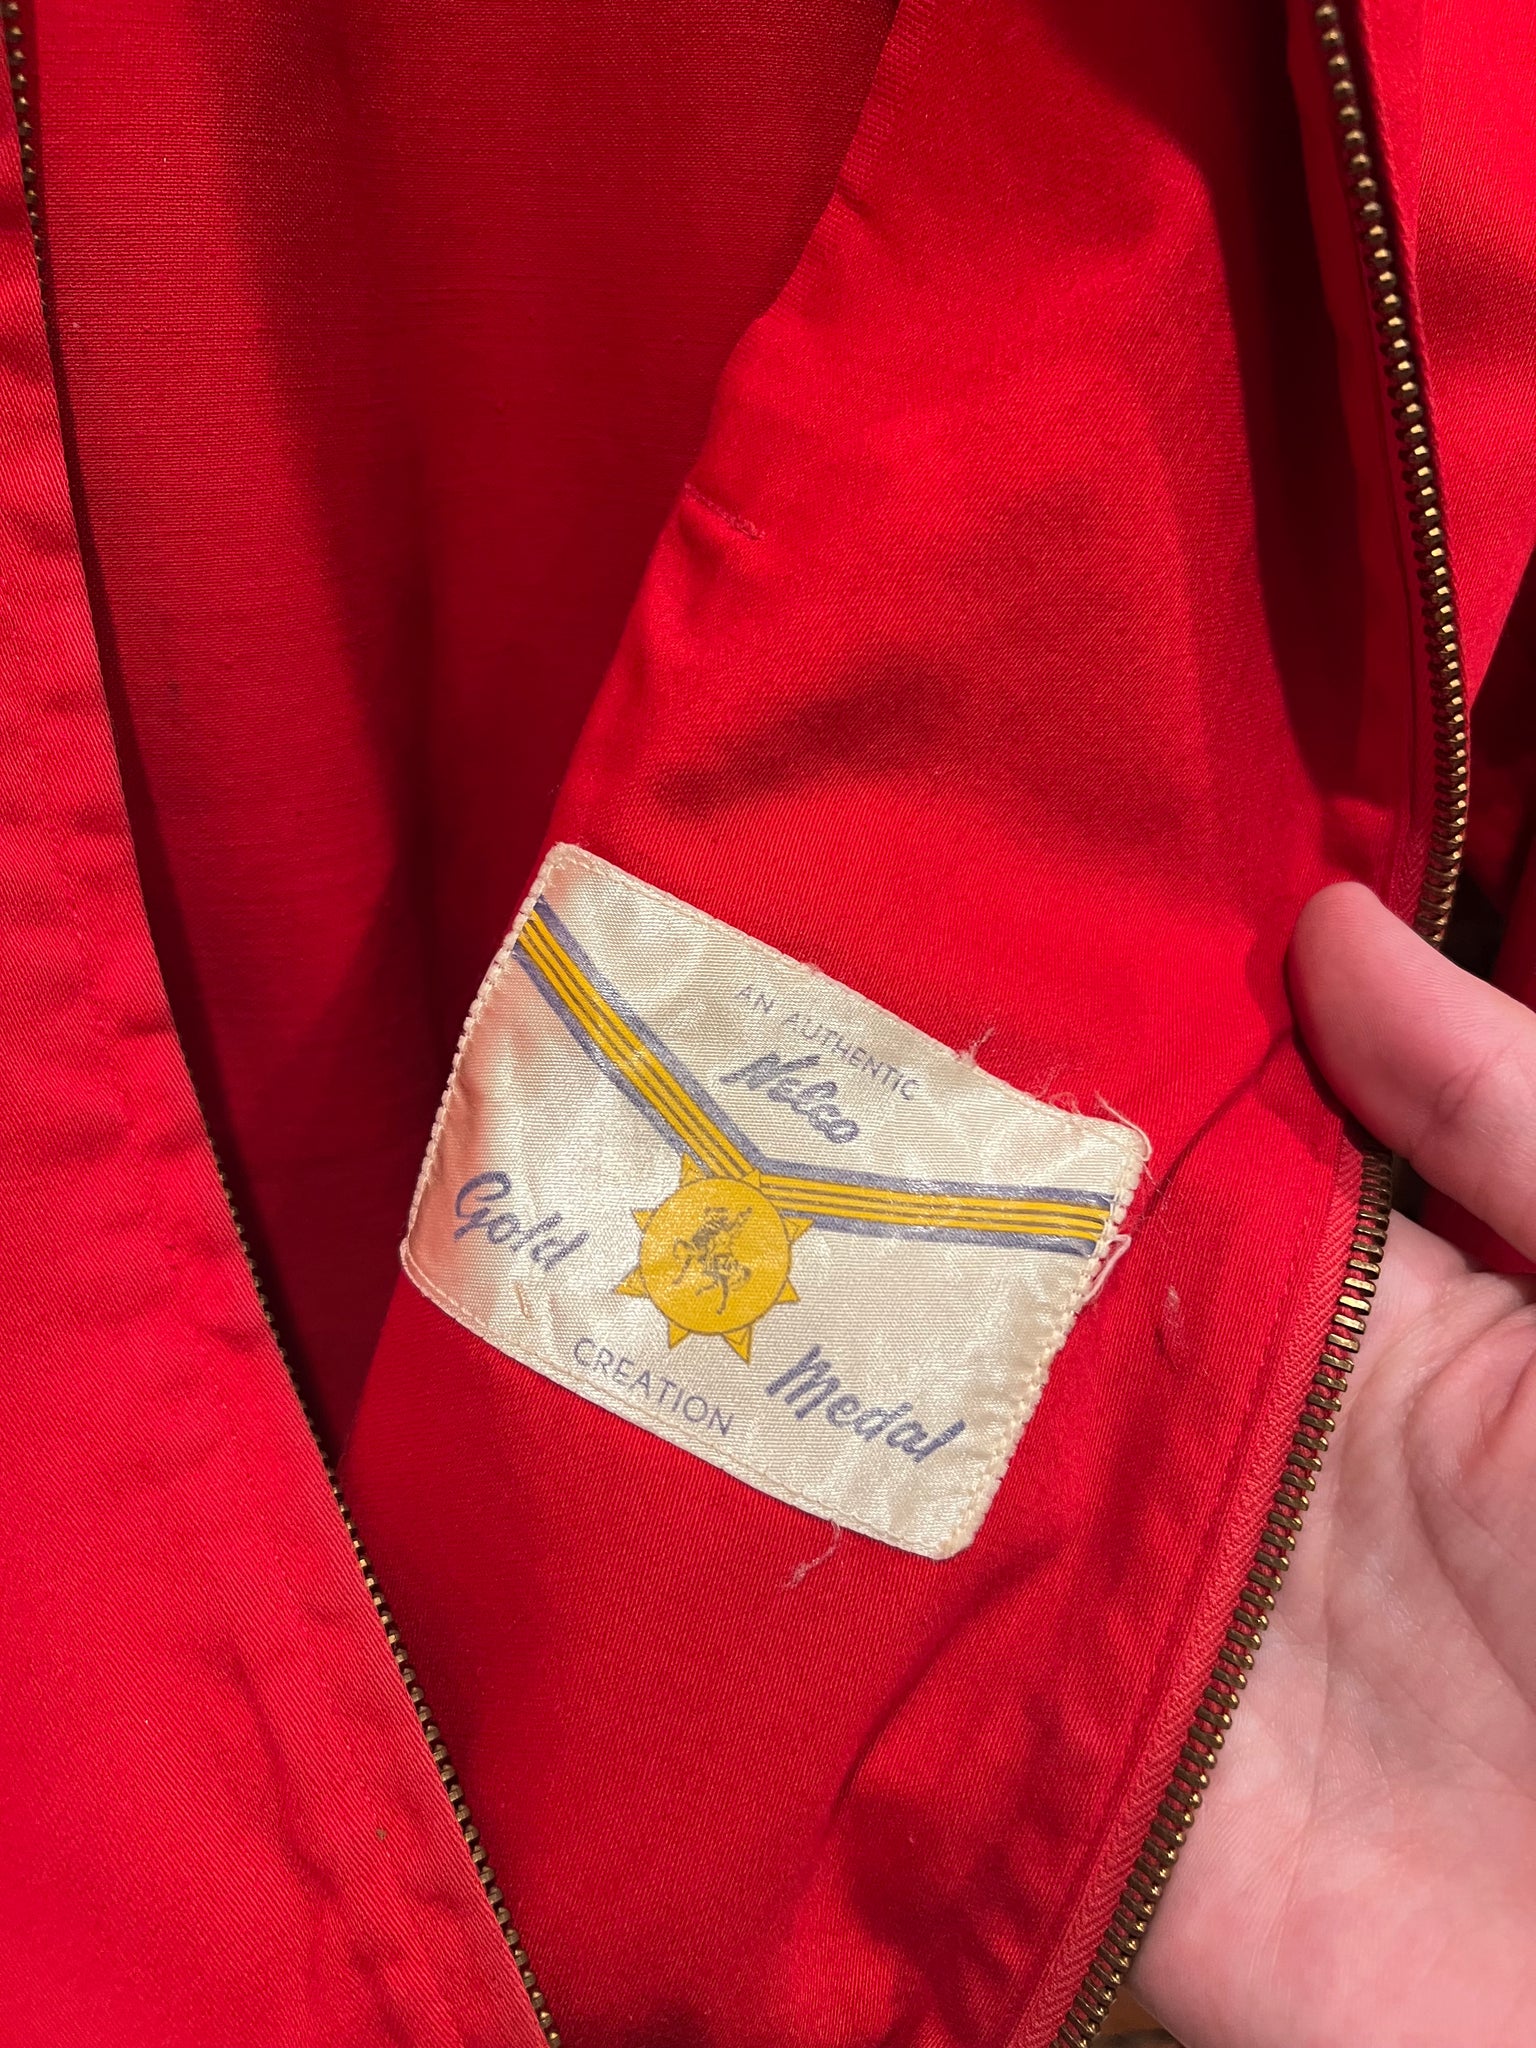 AN AUTHENTIC
Nelco
Gold Medal
CREATION